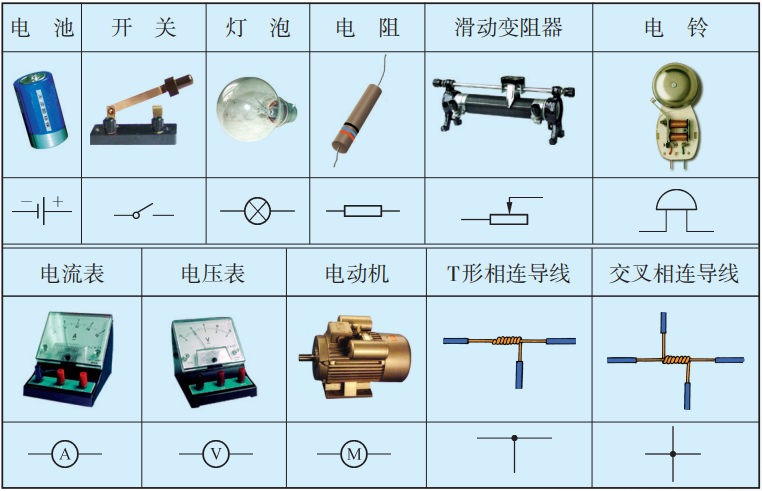 电 池 开 关 灯 泡 电 阻 滑动变阻器 电 铃
− +
电流表 电压表 电动机 T形相连导线 交叉相连导线
A V
A V M